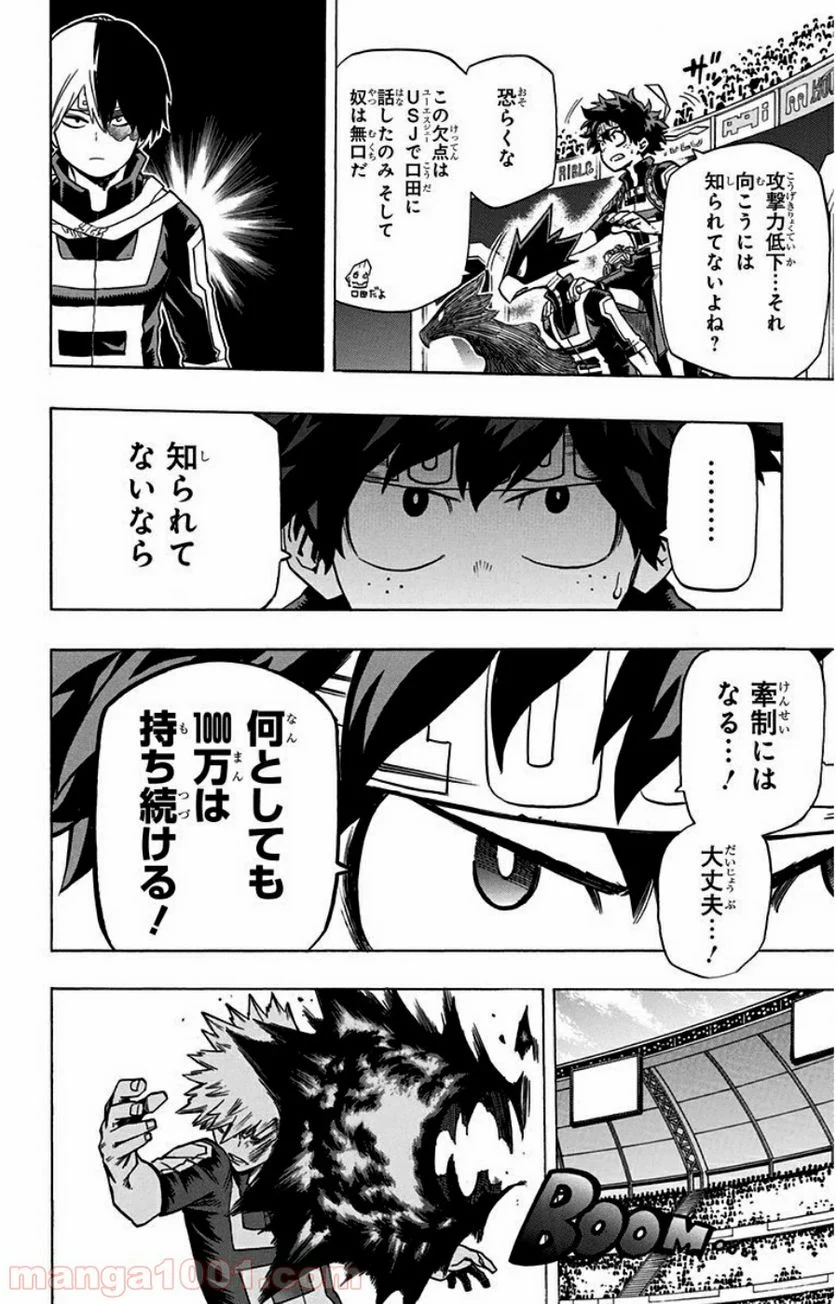 攻撃力低下…それ
向こうには
知られてないよね?
恐らくな
この欠点は
USJで口田に
話したのみ そして
奴は無口だ
口田だよ
………
知られて
ないなら
牽制には
なる…!
大丈夫…!
何としても
1000万は
持ち続ける!
BOOM
manga1001.com